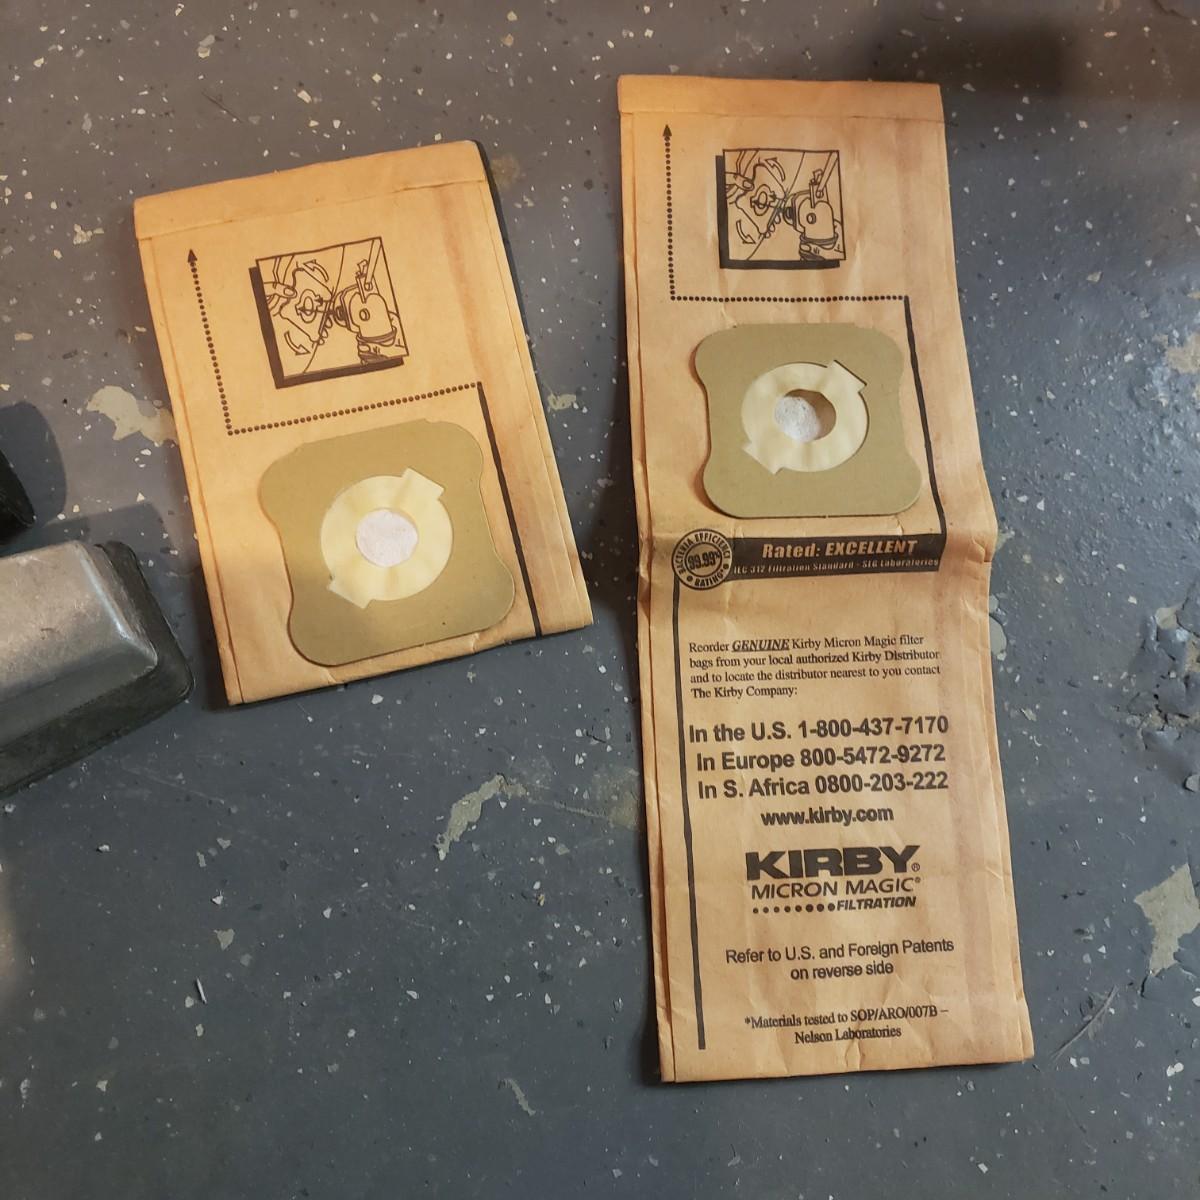 BACTERIA EFFICIENCY
99.99%
RATING*
Rated: EXCELLENT
IEC 312 Filtration Standard - SLG Laboratories
Reorder GENUINE Kirby Micron Magic filter
bags from your local authorized Kirby Distributor
and to locate the distributor nearest to you contact
The Kirby Company:
In the U.S. 1-800-437-7170
In Europe 800-5472-9272
In S. Africa 0800-203-222
www.kirby.com
KIRBY®
MICRON MAGIC®
FILTRATION
Refer to U.S. and Foreign Patents
on reverse side
*Materials tested to SOP/ARO/007B –
Nelson Laboratories